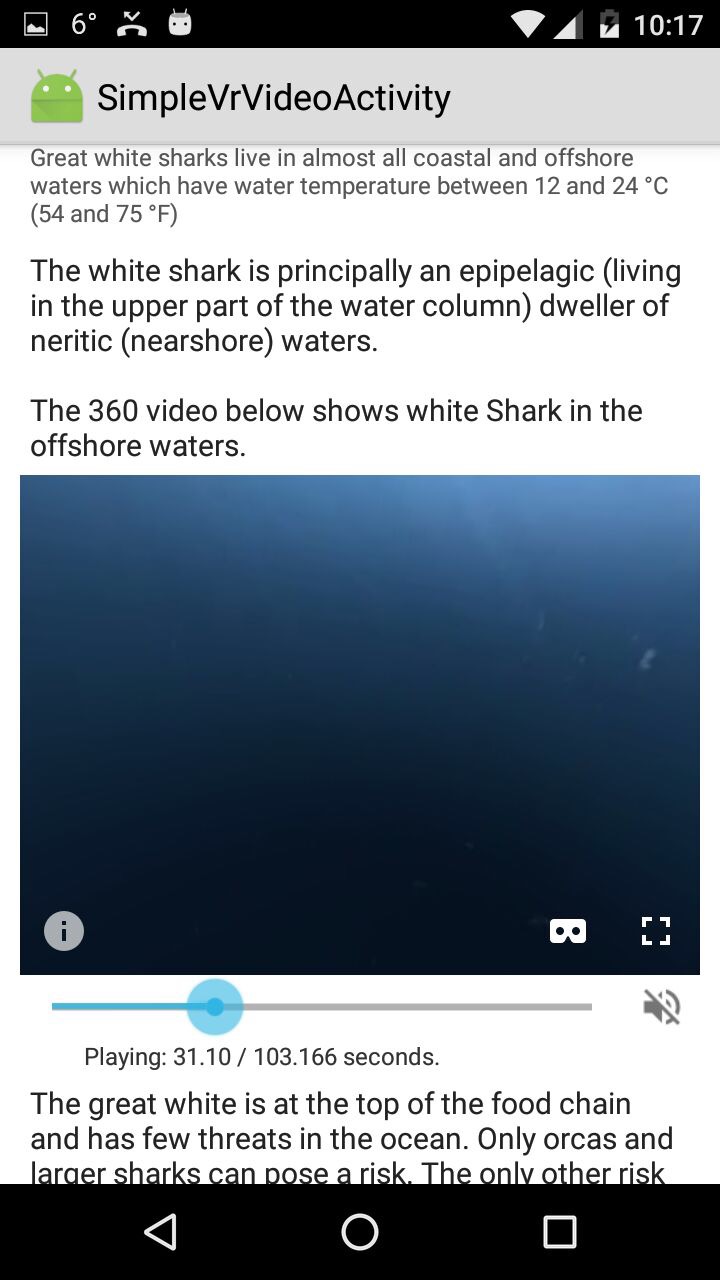 6° 10:17
SimpleVrVideoActivity
Great white sharks live in almost all coastal and offshore
waters which have water temperature between 12 and 24 °C
(54 and 75 °F)
The white shark is principally an epipelagic (living
in the upper part of the water column) dweller of
neritic (nearshore) waters.
The 360 video below shows white Shark in the
offshore waters.
Playing: 31.10 / 103.166 seconds.
The great white is at the top of the food chain
and has few threats in the ocean. Only orcas and
larger sharks can pose a risk. The only other risk